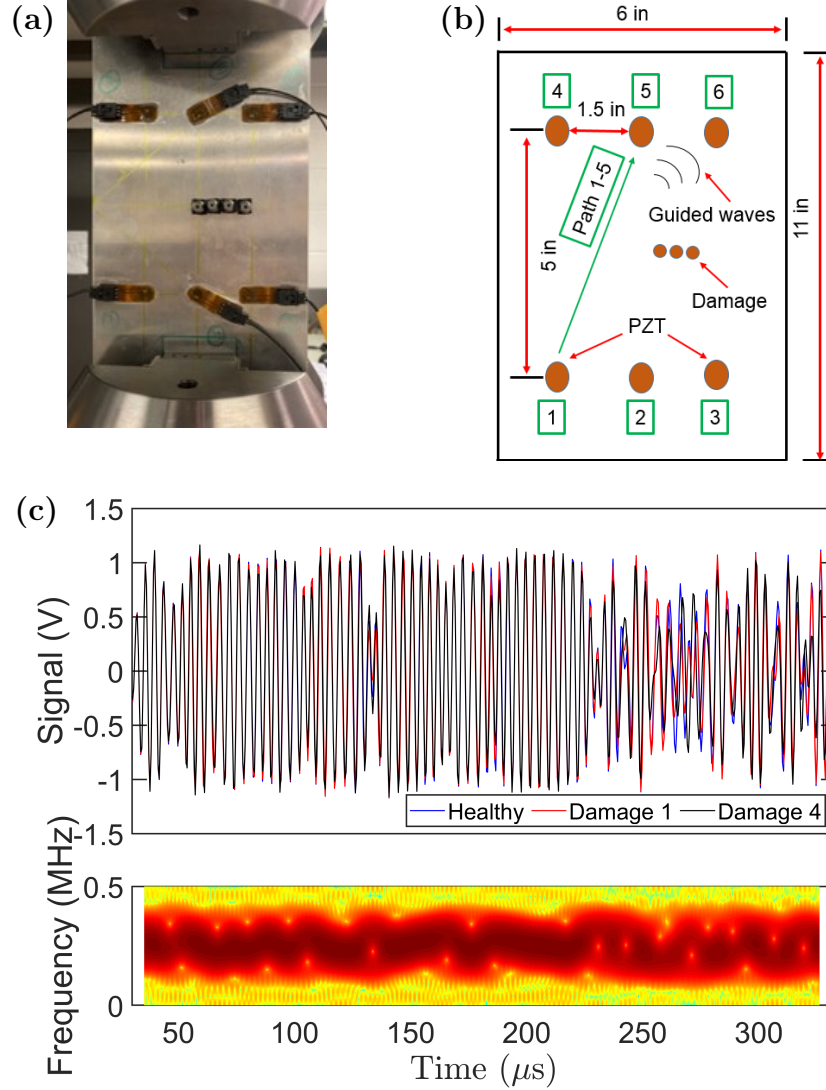 (a)
(b)
6 in
4
5
6
1.5 in
Path 1-5
Guided waves
5 in
11 in
Damage
PZT
1
2
3
(c)
1.5
1
0.5
0
-0.5
-1
-1.5
Signal (V)
Healthy
Damage 1
Damage 4
Frequency (MHz)
0.5
0
50
100
150
200
250
300
Time (μs)